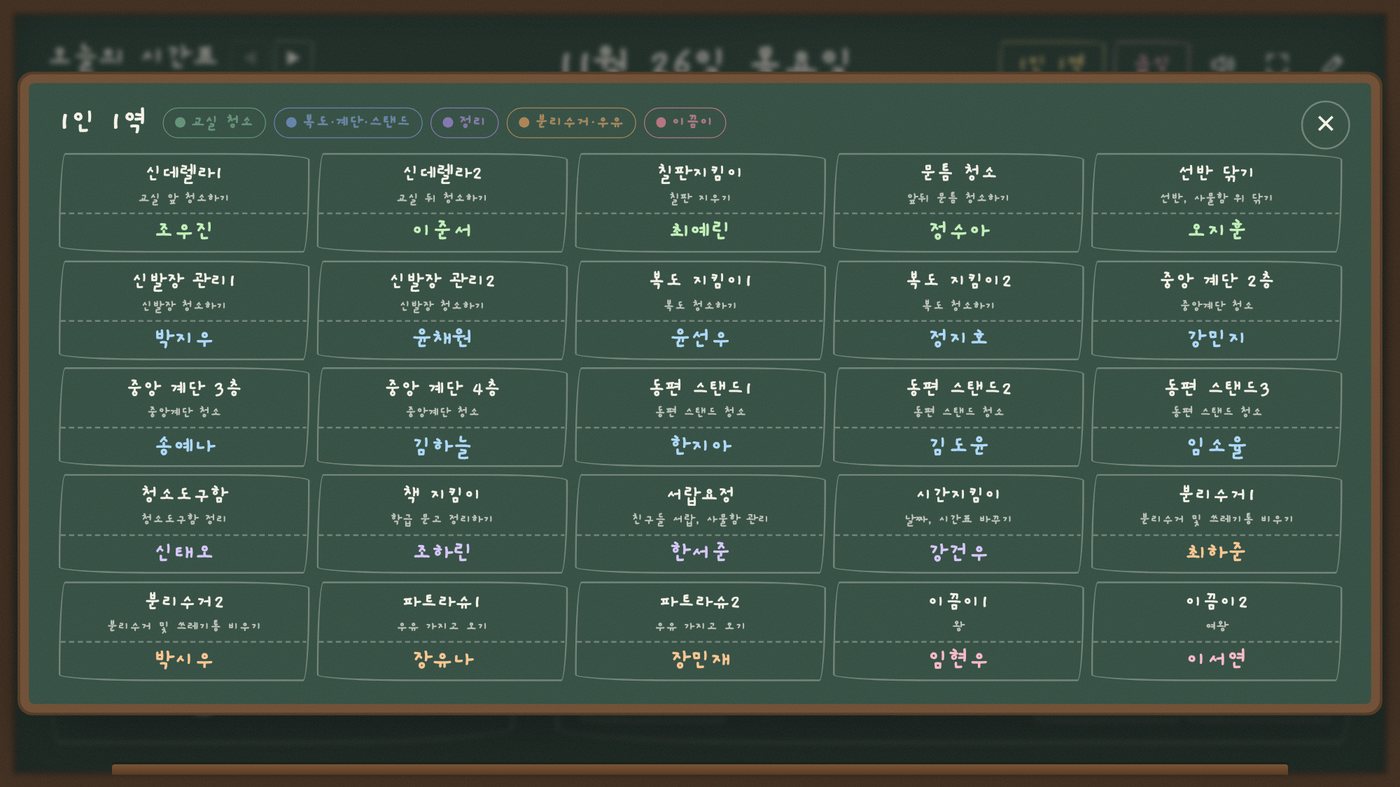 오늘의 시간표
11월 26일 목요일
1인 1역
1인 1역 교실 청소 복도·계단·스탠드 정리 분리수거·우유 이끔이
신데렐라1 신데렐라2 칠판지킴이 문틈 청소 선반 닦기
교실 앞 청소하기 교실 뒤 청소하기 칠판 지우기 앞뒤 문틈 청소하기 선반, 사물함 위 닦기
조우진 이준서 최예린 정수아 오지훈
신발장 관리1 신발장 관리2 복도 지킴이1 복도 지킴이2 중앙 계단 2층
신발장 청소하기 신발장 청소하기 복도 청소하기 복도 청소하기 중앙계단 청소
박지우 윤채원 윤선우 정지호 강민지
중앙 계단 3층 중앙 계단 4층 동편 스탠드1 동편 스탠드2 동편 스탠드3
중앙계단 청소 중앙계단 청소 동편 스탠드 청소 동편 스탠드 청소 동편 스탠드 청소
송예나 김하늘 한지아 김도윤 임소율
청소도구함 책 지킴이 서랍요정 시간지킴이 분리수거1
청소도구함 정리 학급 문고 정리하기 친구들 서랍, 사물함 관리 날짜, 시간표 바꾸기 분리수거 및 쓰레기통 비우기
신태오 조하린 한서준 강건우 최하준
분리수거2 파트라슈1 파트라슈2 이끔이1 이끔이2
분리수거 및 쓰레기통 비우기 우유 가지고 오기 우유 가지고 오기 왕 여왕
박시우 장유나 장민재 임현우 이서연